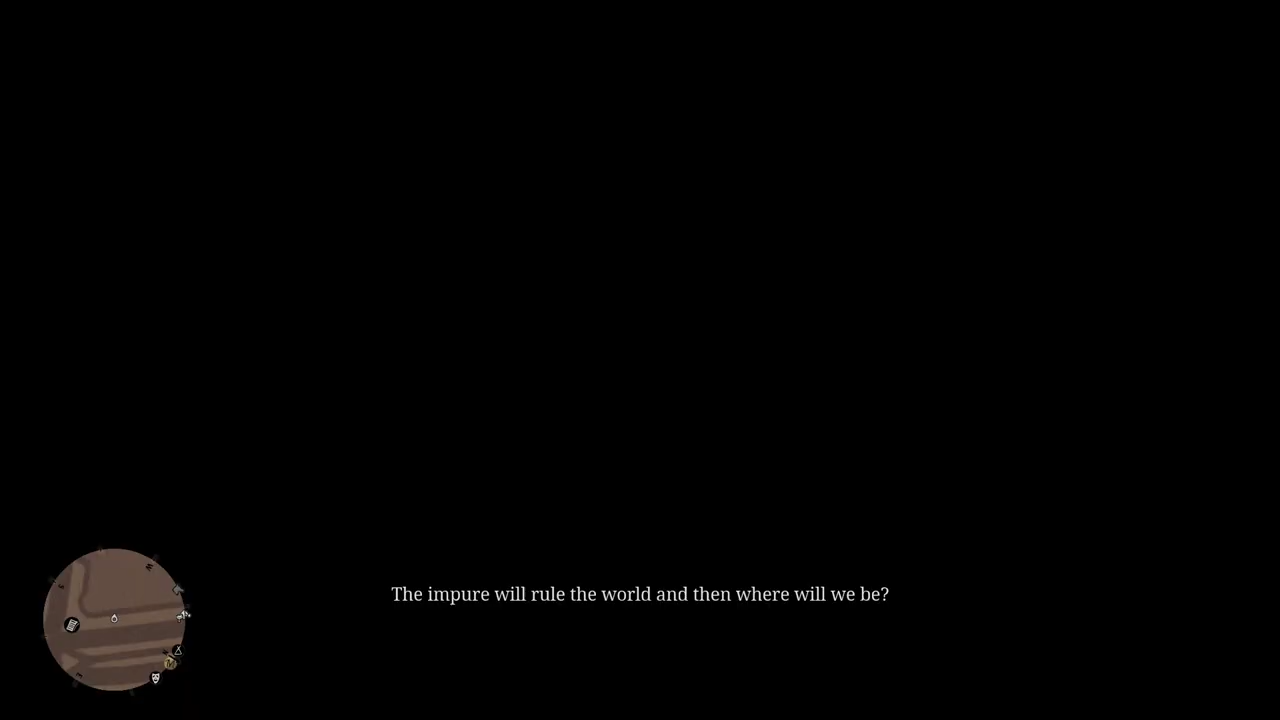 The impure will rule the world and then where will we be?